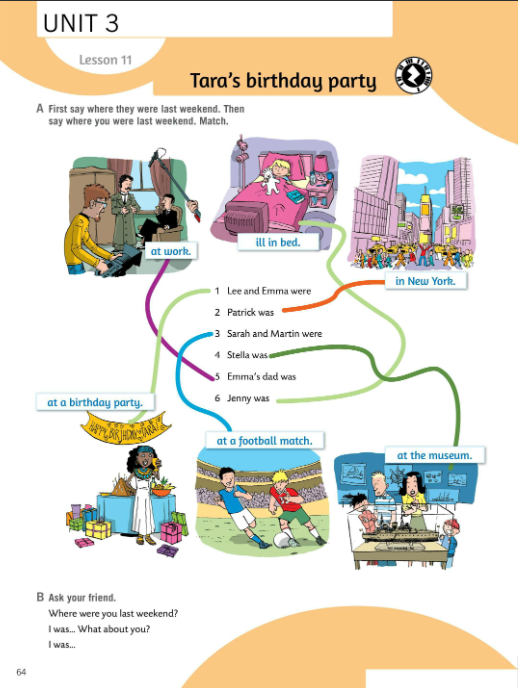 UNIT 3
Lesson 11
Tara's birthday party
A First say where they were last weekend. Then
say where you were last weekend. Match.
at work.
ill in bed.
in New York.
1 Lee and Emma were
2 Patrick was
3 Sarah and Martin were
4 Stella was
5 Emma's dad was
6 Jenny was
at a birthday party.
HAPPY BIRTHDAY TARA!
at a football match.
at the museum.
B Ask your friend.
Where were you last weekend?
I was... What about you?
I was...
64